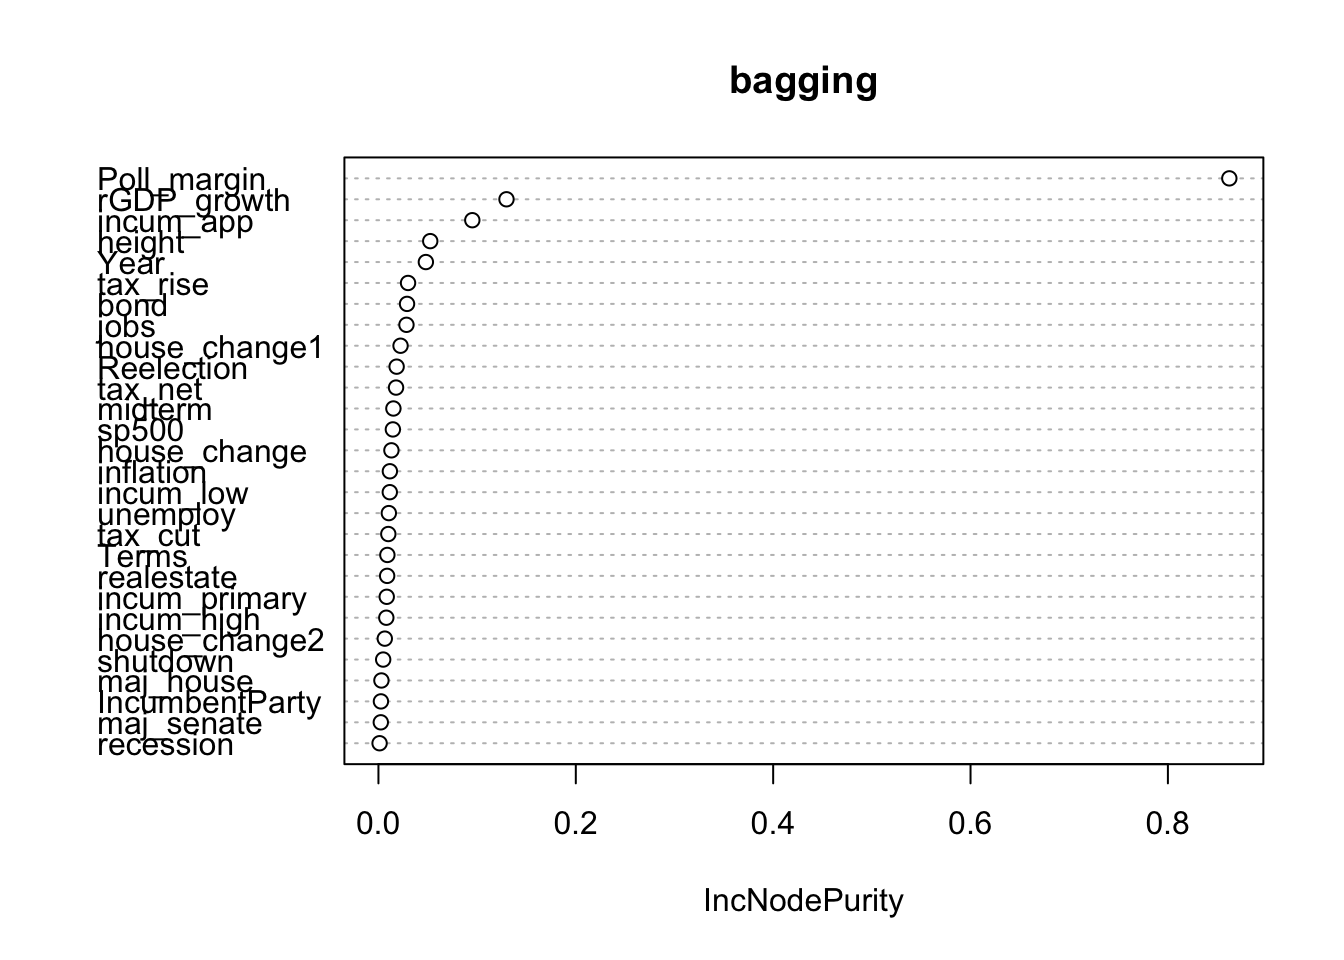 bagging
Poll_margin
rGDP_growth
incum_app
height
Year
tax_rise
bond
jobs
house_change1
Reelection
tax_net
midterm
sp500
house_change
inflation
incum_low
unemploy
tax_cut
Terms
realestate
incum_primary
incum_high
house_change2
shutdown
maj_house
IncumbentParty
maj_senate
recession
0.0 0.2 0.4 0.6 0.8
IncNodePurity